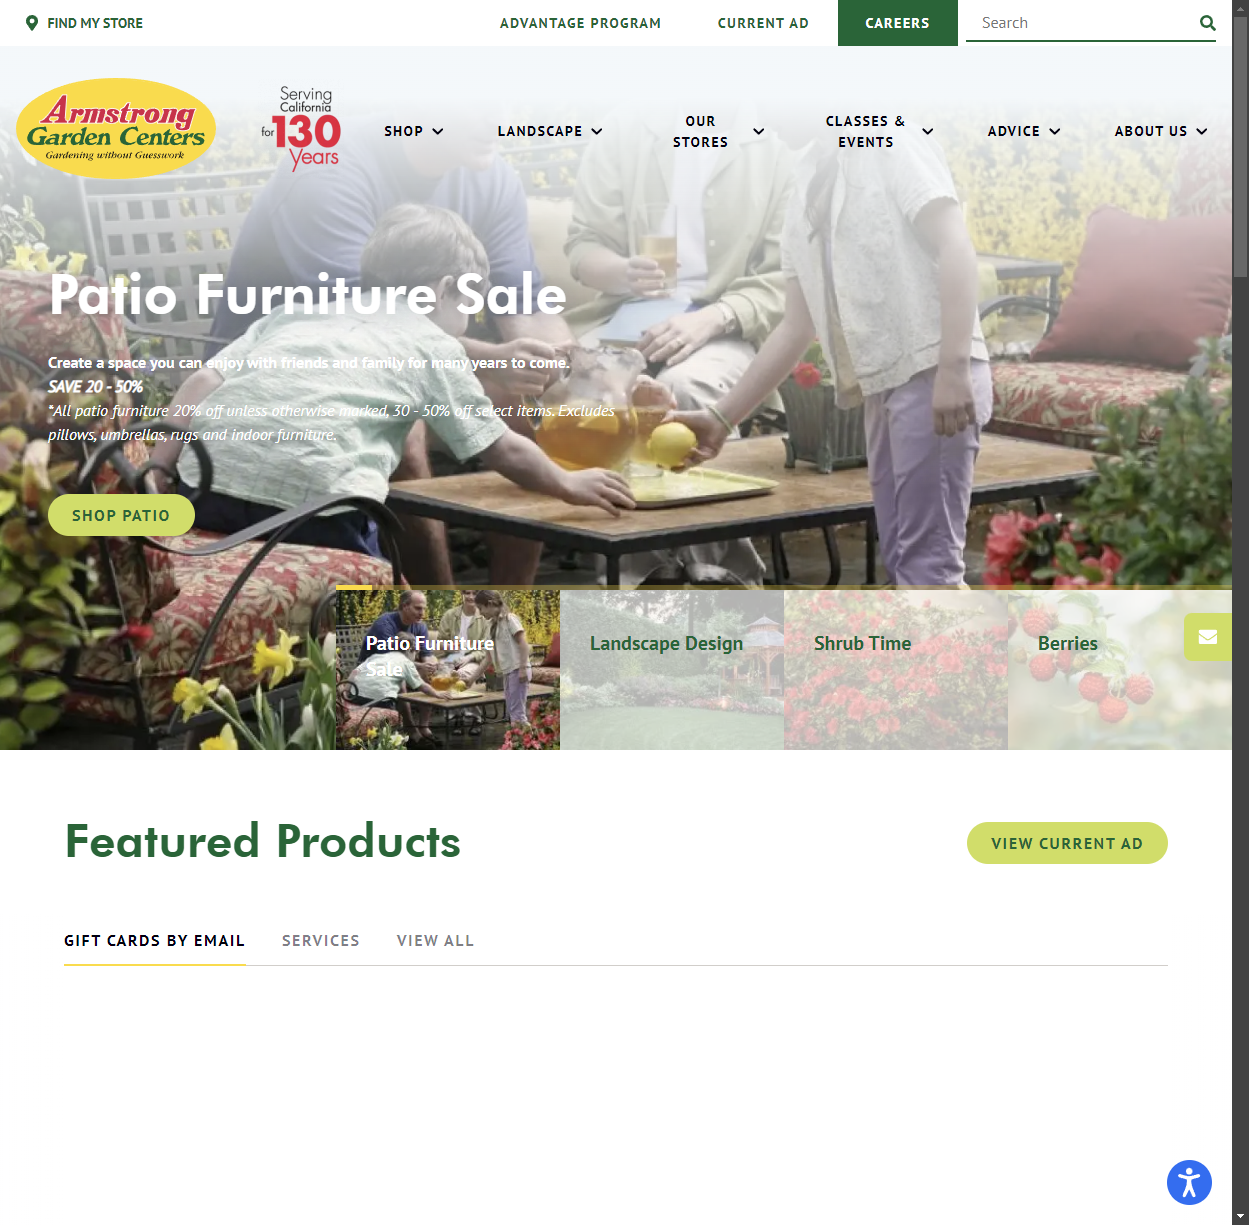 FIND MY STORE
ADVANTAGE PROGRAM
CURRENT AD
CAREERS
Search
Armstrong
Garden Centers
Gardening without Guesswork
Serving
California
for 130
Years
SHOP
LANDSCAPE
OUR
STORES
CLASSES &
EVENTS
ADVICE
ABOUT US
Patio Furniture Sale
Create a space you can enjoy with friends and family for many years to come.
SAVE 20 - 50%
*All patio furniture 20% off unless otherwise marked, 30 - 50% off select items. Excludes
pillows, umbrellas, rugs and indoor furniture.
SHOP PATIO
Patio Furniture
Sale
Landscape Design
Shrub Time
Berries
Featured Products
VIEW CURRENT AD
GIFT CARDS BY EMAIL
SERVICES
VIEW ALL